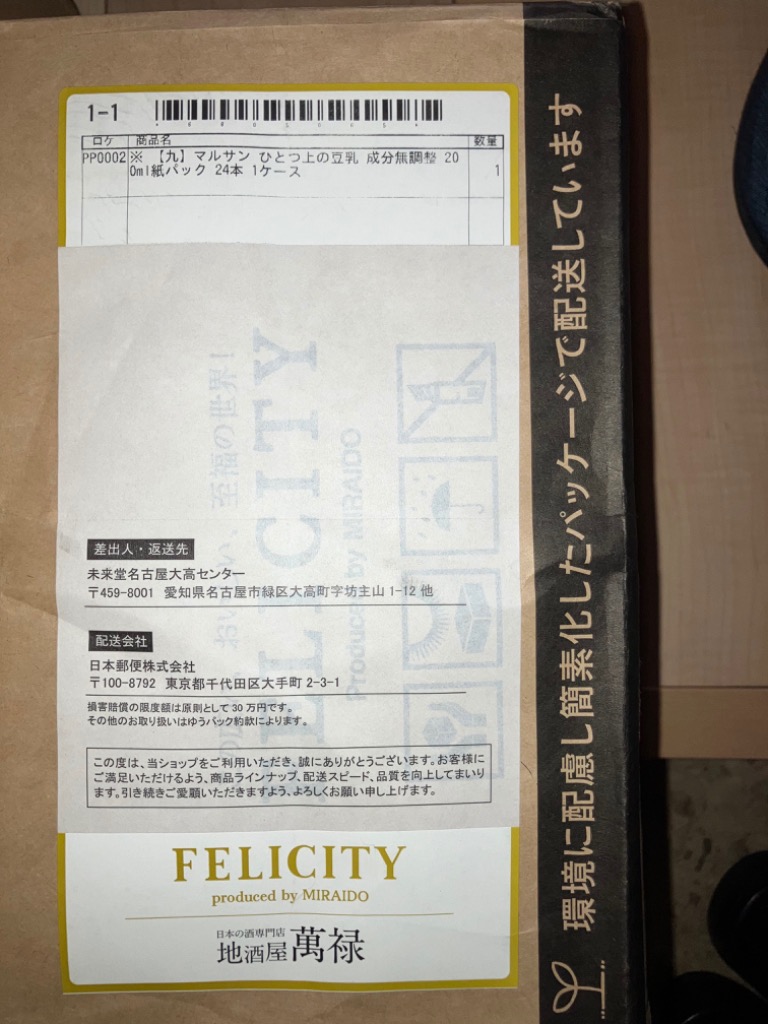 1-1
ロケ 商品名 数量
PP0002 ※ 【九】マルサン ひとつ上の豆乳 成分無調整 20
0ml紙パック 24本 1ケース 1
差出人・返送先
未来堂名古屋大高センター
〒459-8001 愛知県名古屋市緑区大高町字坊主山 1-12 他
配送会社
日本郵便株式会社
〒100-8792 東京都千代田区大手町 2-3-1
損害賠償の限度額は原則として 30 万円です。
その他のお取り扱いはゆうパック約款によります。
この度は、当ショップをご利用いただき、誠にありがとうございます。お客様に
ご満足いただけるよう、商品ラインナップ、配送スピード、品質を向上してまいり
ます。引き続きご愛顧いただきますよう、よろしくお願い申し上げます。
至福の世界!
FELICITY
Produced by MIRAIDO
FELICITY
produced by MIRAIDO
日本の酒専門店
地酒屋 萬禄
環境に配慮し簡素化したパッケージで配送しています